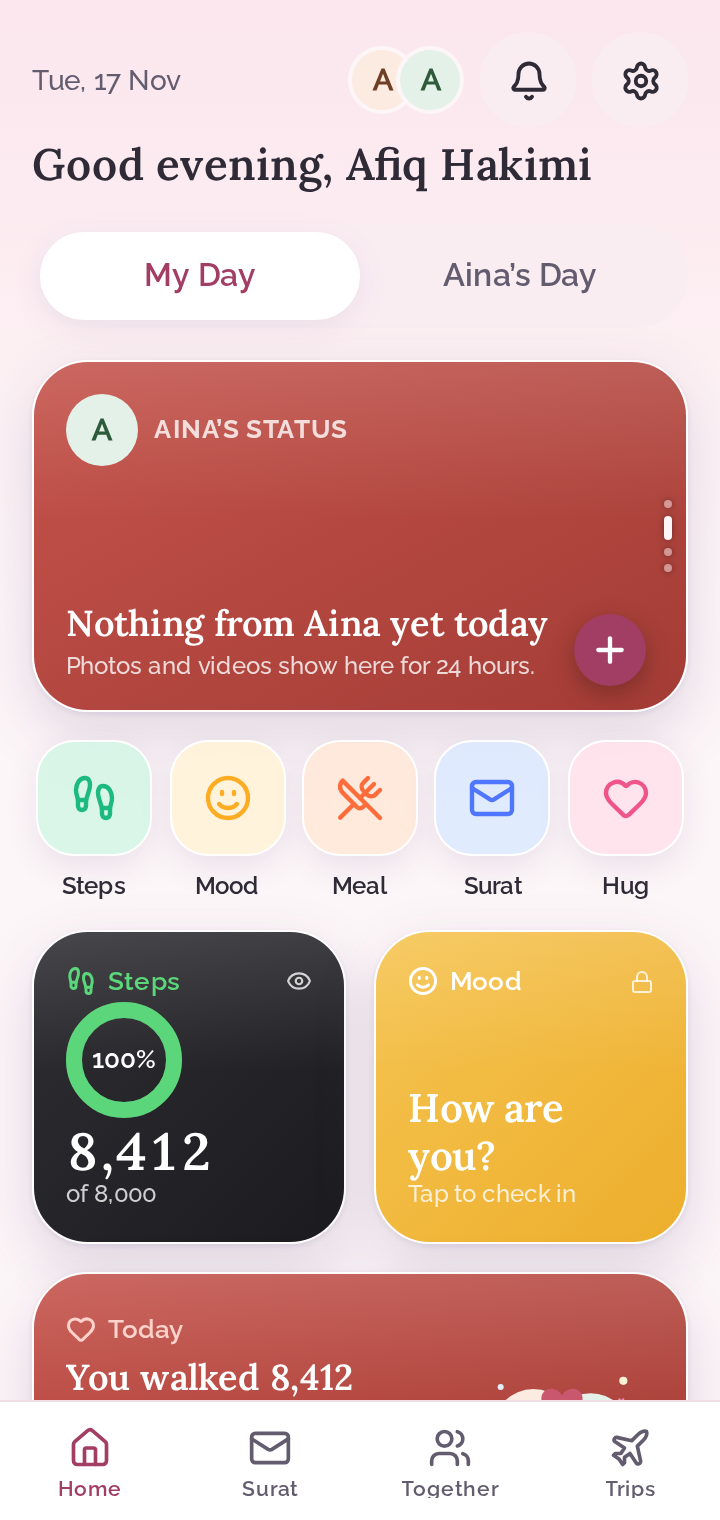 Tue, 17 Nov
A A
Good evening, Afiq Hakimi
My Day
Aina's Day
A AINA'S STATUS
Nothing from Aina yet today
Photos and videos show here for 24 hours.
Steps
Mood
Meal
Surat
Hug
Steps
100%
8,412
of 8,000
Mood
How are
you?
Tap to check in
Today
You walked 8,412
Home
Surat
Together
Trips